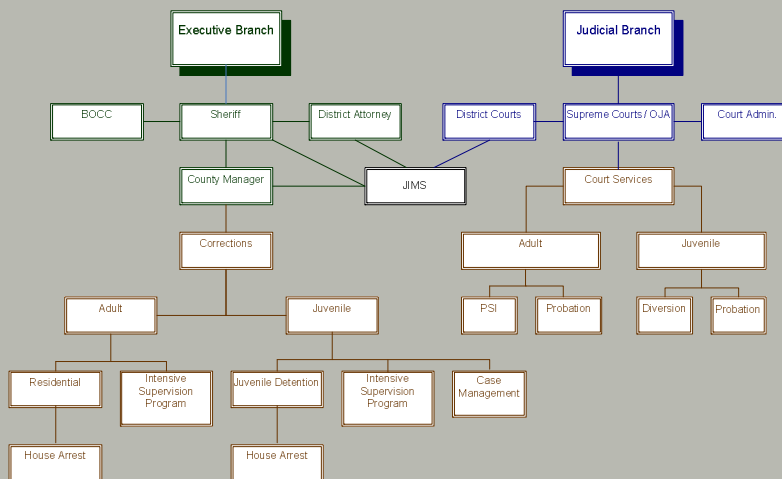 Executive Branch
Judicial Branch
BOCC
Sheriff
District Attorney
District Courts
Supreme Courts / OJA
Court Admin.
County Manager
JIMS
Court Services
Corrections
Adult
Juvenile
Adult
Juvenile
PSI
Probation
Diversion
Probation
Residential
Intensive
Supervision
Program
Juvenile Detention
Intensive
Supervision
Program
Case
Management
House Arrest
House Arrest